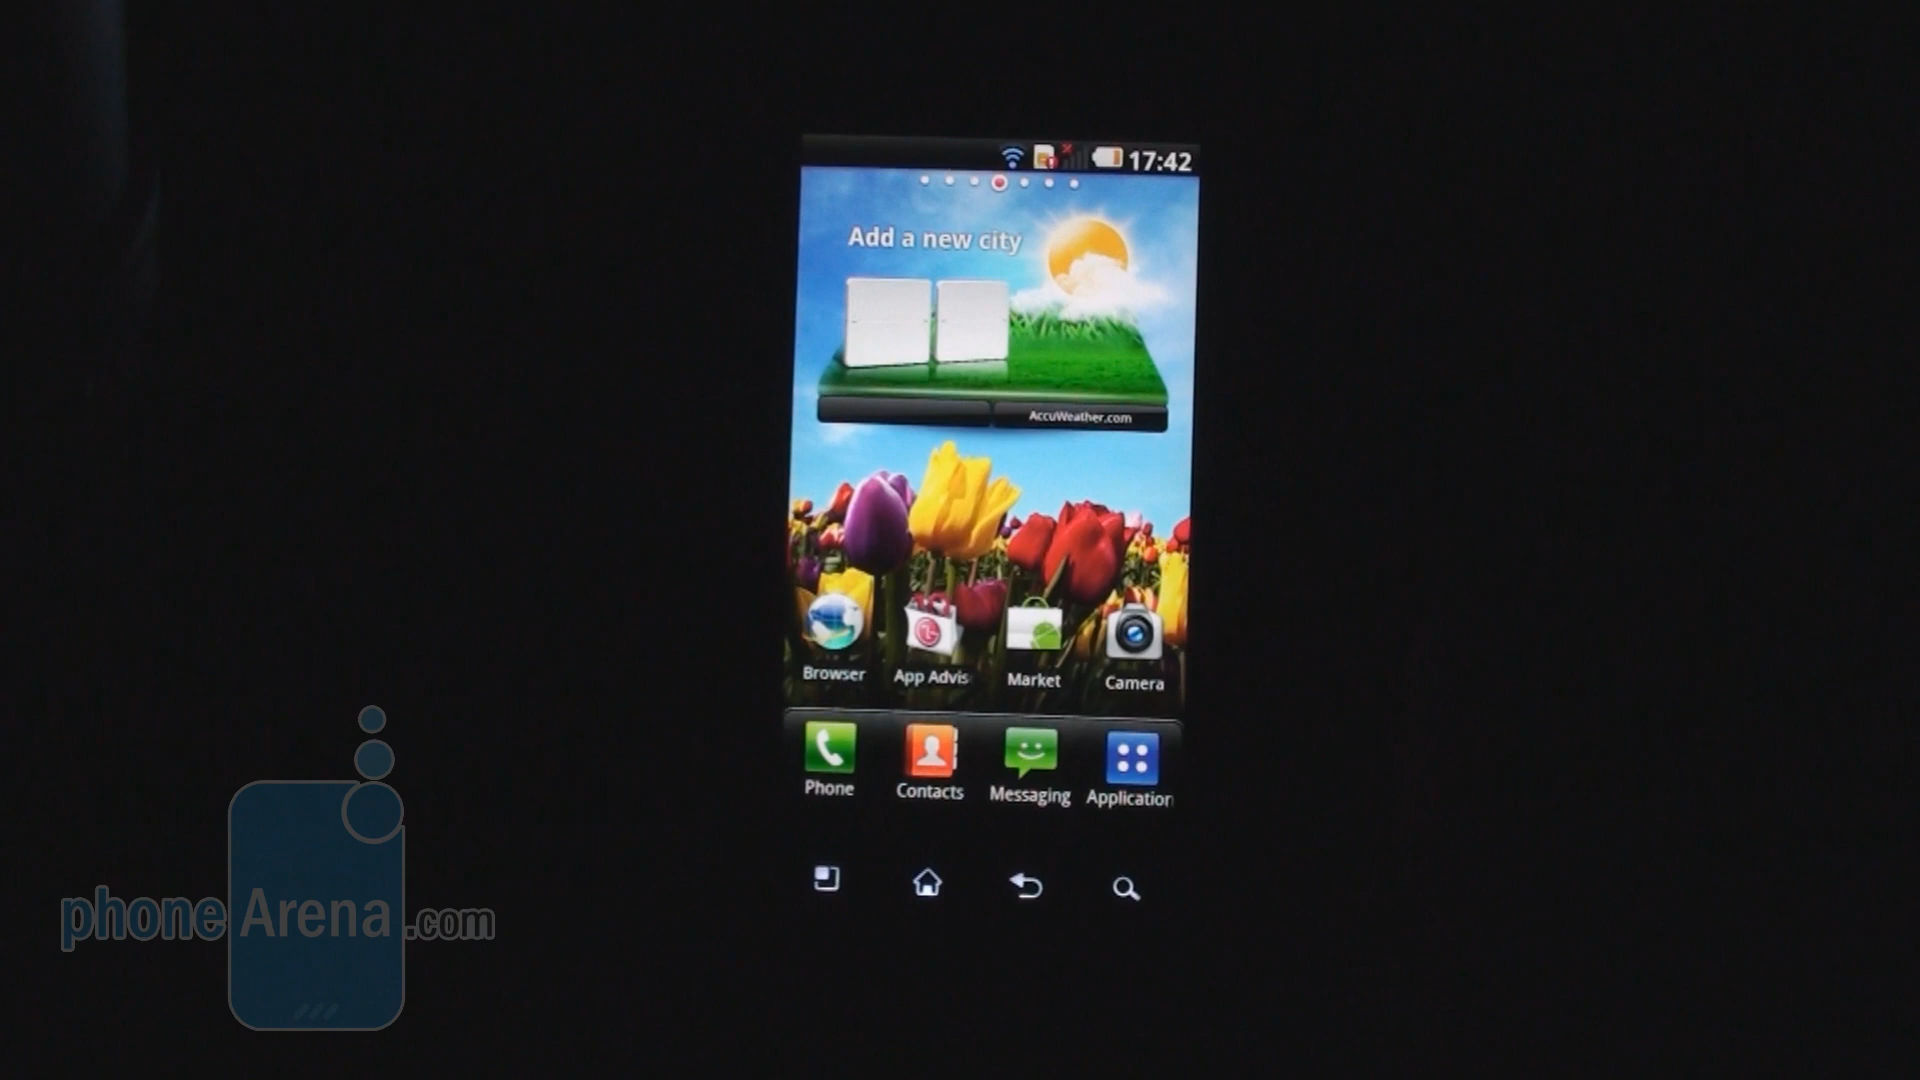 17:42
Add a new city
AccuWeather.com
Browser
App Advis
Market
Camera
Phone
Contacts
Messaging
Application
phoneArena.com